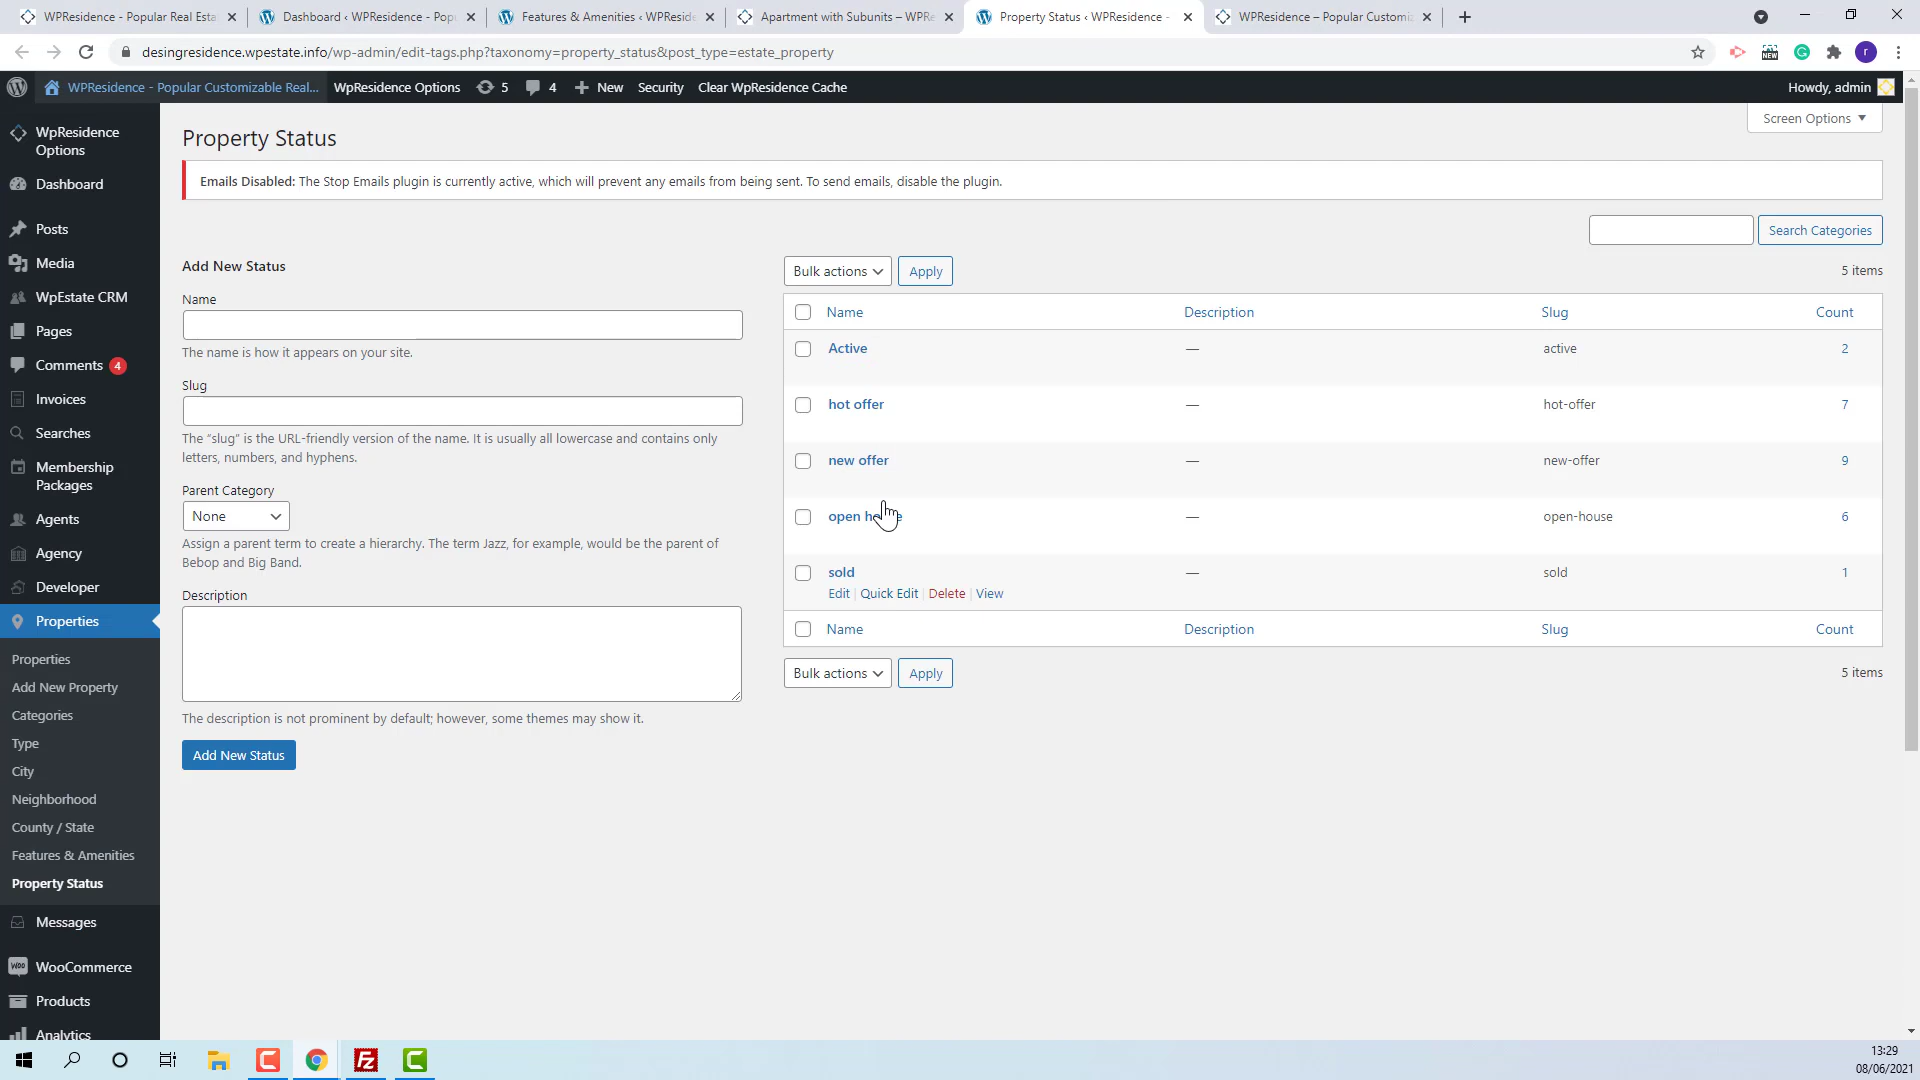 WPResidence - Popular Real Esta
Dashboard ‹ WPResidence - Popu
Features & Amenities ‹ WPReside
Apartment with Subunits – WPRe
Property Status ‹ WPResidence -
WPResidence – Popular Customiz
desingresidence.wpestate.info/wp-admin/edit-tags.php?taxonomy=property_status&post_type=estate_property
NEW
r
WPResidence - Popular Customizable Real...
WPResidence Options
5
4
New
Security
Clear WPResidence Cache
Howdy, admin
WpResidence Options
Dashboard
Posts
Media
WpEstate CRM
Pages
Comments 4
Invoices
Searches
Membership Packages
Agents
Agency
Developer
Properties
Properties
Add New Property
Categories
Type
City
Neighborhood
County / State
Features & Amenities
Property Status
Messages
WooCommerce
Products
Analytics
Screen Options
Property Status
Emails Disabled: The Stop Emails plugin is currently active, which will prevent any emails from being sent. To send emails, disable the plugin.
Search Categories
Add New Status
Name
The name is how it appears on your site.
Slug
The “slug” is the URL-friendly version of the name. It is usually all lowercase and contains only
letters, numbers, and hyphens.
Parent Category
None
Assign a parent term to create a hierarchy. The term Jazz, for example, would be the parent of
Bebop and Big Band.
Description
The description is not prominent by default; however, some themes may show it.
Add New Status
Bulk actions
Apply
5 items
Name Description Slug Count
Active — active 2
hot offer — hot-offer 7
new offer — new-offer 9
open — open-house 6
sold — sold 1
Edit | Quick Edit | Delete | View
Name Description Slug Count
Bulk actions
Apply
5 items
13:29
08/06/2021